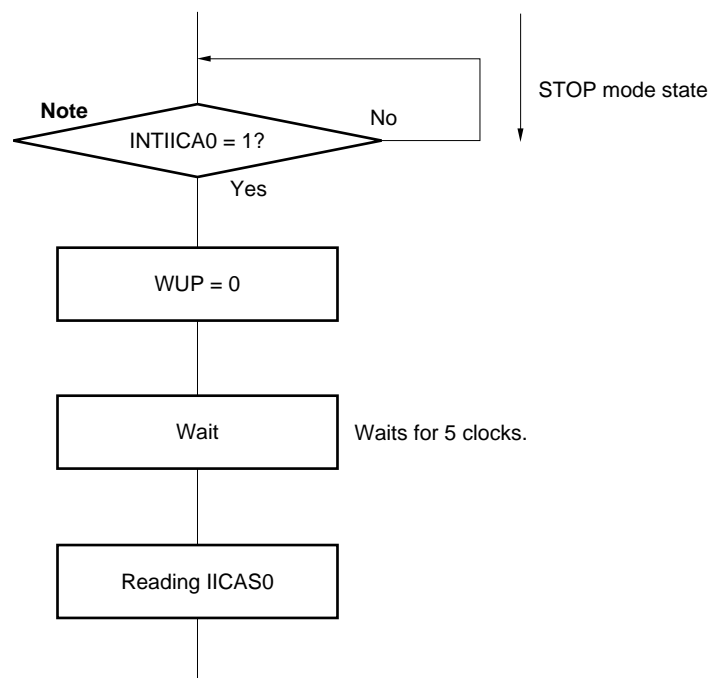 STOP mode state
Note
No
INTIICA0 = 1?
Yes
WUP = 0
Wait
Waits for 5 clocks.
Reading IICAS0